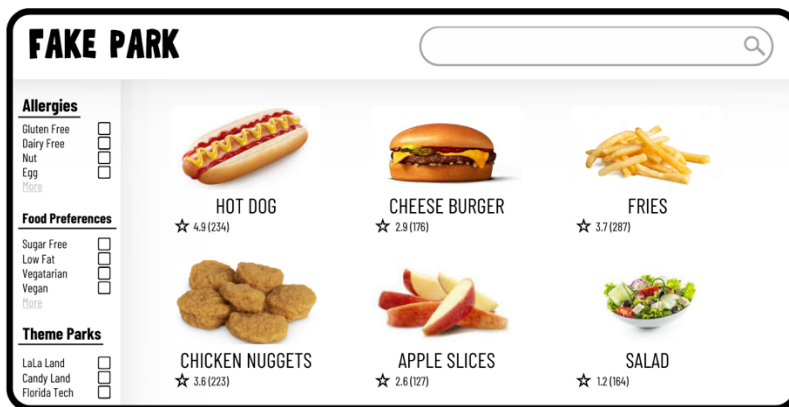 FAKE PARK
Allergies
Gluten Free
Dairy Free
Nut
Egg
More
Food Preferences
Sugar Free
Low Fat
Vegatarian
Vegan
More
Theme Parks
LaLa Land
Candy Land
Florida Tech
HOT DOG
4.9 (234)
CHEESE BURGER
2.9 (176)
FRIES
3.7 (287)
CHICKEN NUGGETS
3.6 (223)
APPLE SLICES
2.6 (127)
SALAD
1.2 (164)